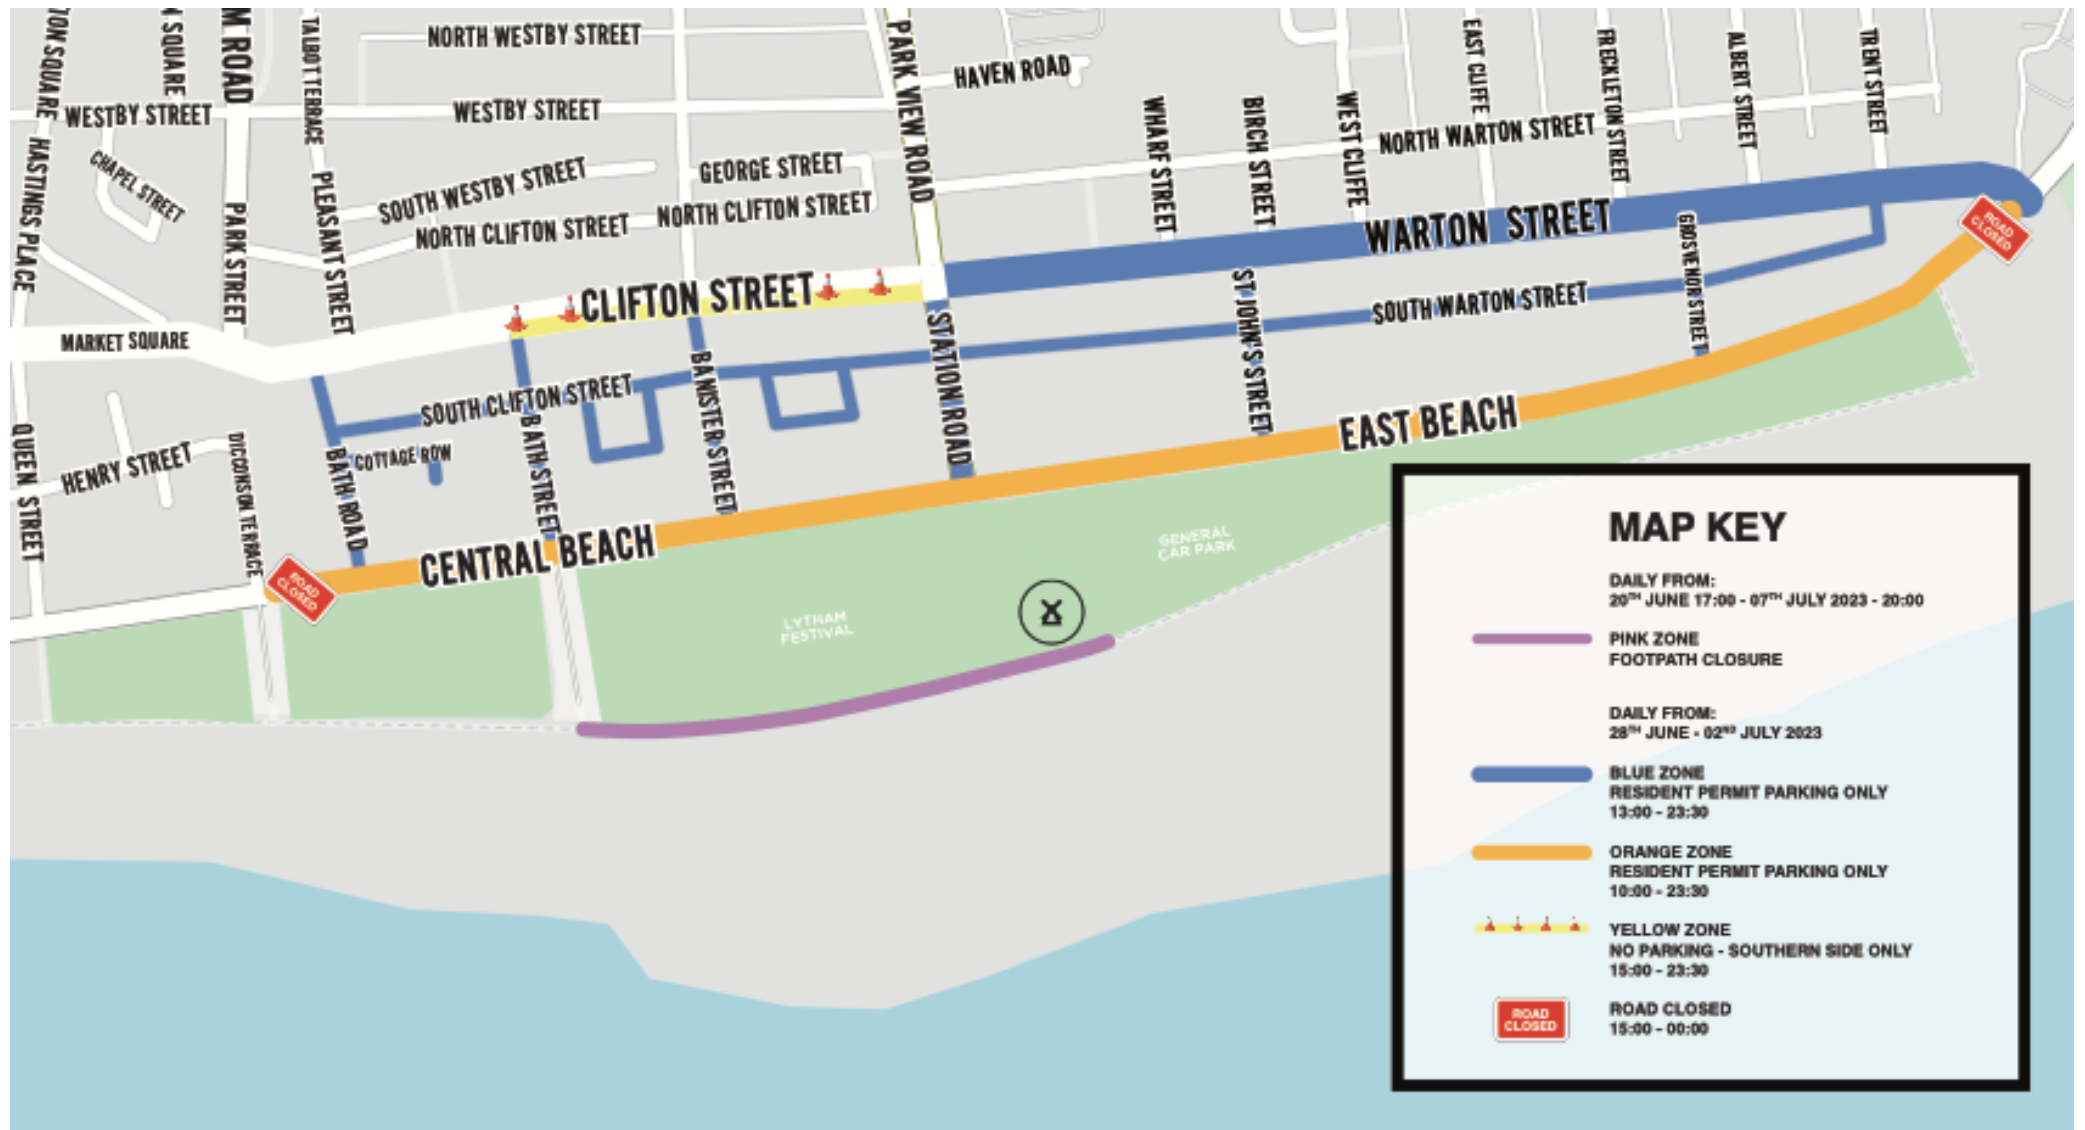 TON SQUARE
N SQUARE
M ROAD
TALBOT TERRACE
NORTH WESTBY STREET
PARK VIEW ROAD
HAVEN ROAD
EAST CLIFFE
FRECKLETON STREET
ALBERT STREET
TRENT STREET
WESTBY STREET
WESTBY STREET
HASTINGS PLACE
CHAPEL STREET
PARK STREET
PLEASANT STREET
SOUTH WESTBY STREET
GEORGE STREET
NORTH CLIFTON STREET
NORTH CLIFTON STREET
WHARF STREET
BIRCH STREET
WEST CLIFFE
NORTH WARTON STREET
WARTON STREET
GROSVENOR STREET
ROAD
CLOSED
MARKET SQUARE
CLIFTON STREET
STATION ROAD
ST JOHN'S STREET
SOUTH WARTON STREET
QUEEN STREET
HENRY STREET
DICCONSON TERRACE
BATH ROAD
COTTAGE ROW
SOUTH CLIFTON STREET
BATH STREET
BANNISTER STREET
EAST BEACH
CENTRAL BEACH
ROAD
CLOSED
LYTHAM
FESTIVAL
GENERAL
CAR PARK
MAP KEY
DAILY FROM:
20TH JUNE 17:00 - 07TH JULY 2023 - 20:00
PINK ZONE
FOOTPATH CLOSURE
DAILY FROM:
28TH JUNE - 02ND JULY 2023
BLUE ZONE
RESIDENT PERMIT PARKING ONLY
13:00 - 23:30
ORANGE ZONE
RESIDENT PERMIT PARKING ONLY
10:00 - 23:30
YELLOW ZONE
NO PARKING - SOUTHERN SIDE ONLY
15:00 - 23:30
ROAD
CLOSED
ROAD CLOSED
15:00 - 00:00